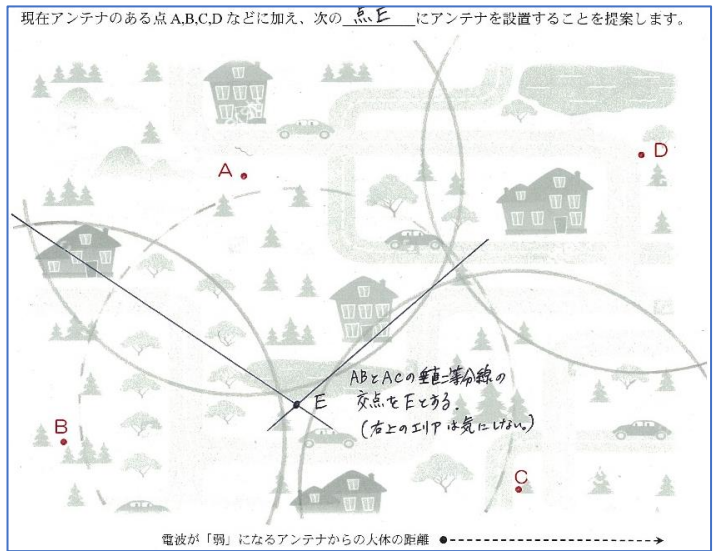 現在アンテナのある点 A,B,C,D などに加え、次の 点E にアンテナを設置することを提案します。
A
D
E
ABとACの垂直二等分線の
交点をEとする。
(右上のエリアは気にしない。)
B
C
電波が「弱」になるアンテナからの大体の距離